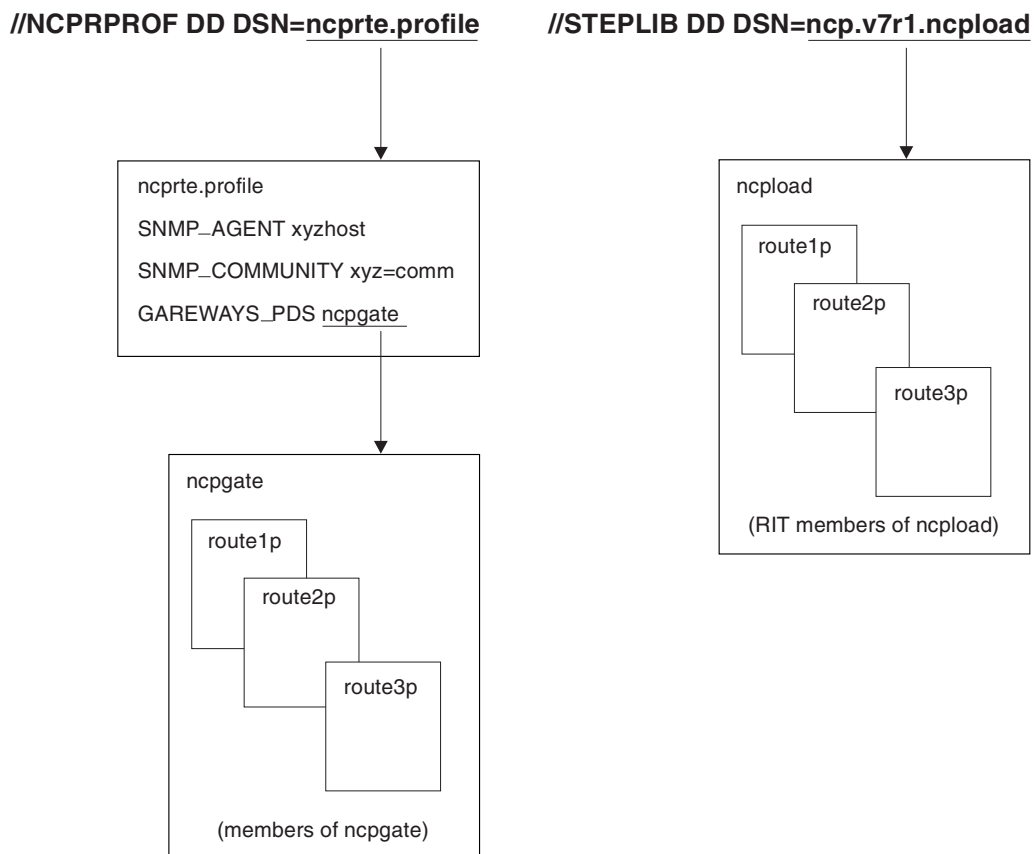 //NCPRPROF DD DSN=ncprte.profile
//STEPLIB DD DSN=ncp.v7r1.ncpload
ncprte.profile
SNMP_AGENT xyzhost
SNMP_COMMUNITY xyz=comm
GAREWAYS_PDS ncpgate
ncpgate
route1p
route2p
route3p
(members of ncpgate)
ncpload
route1p
route2p
route3p
(RIT members of ncpload)